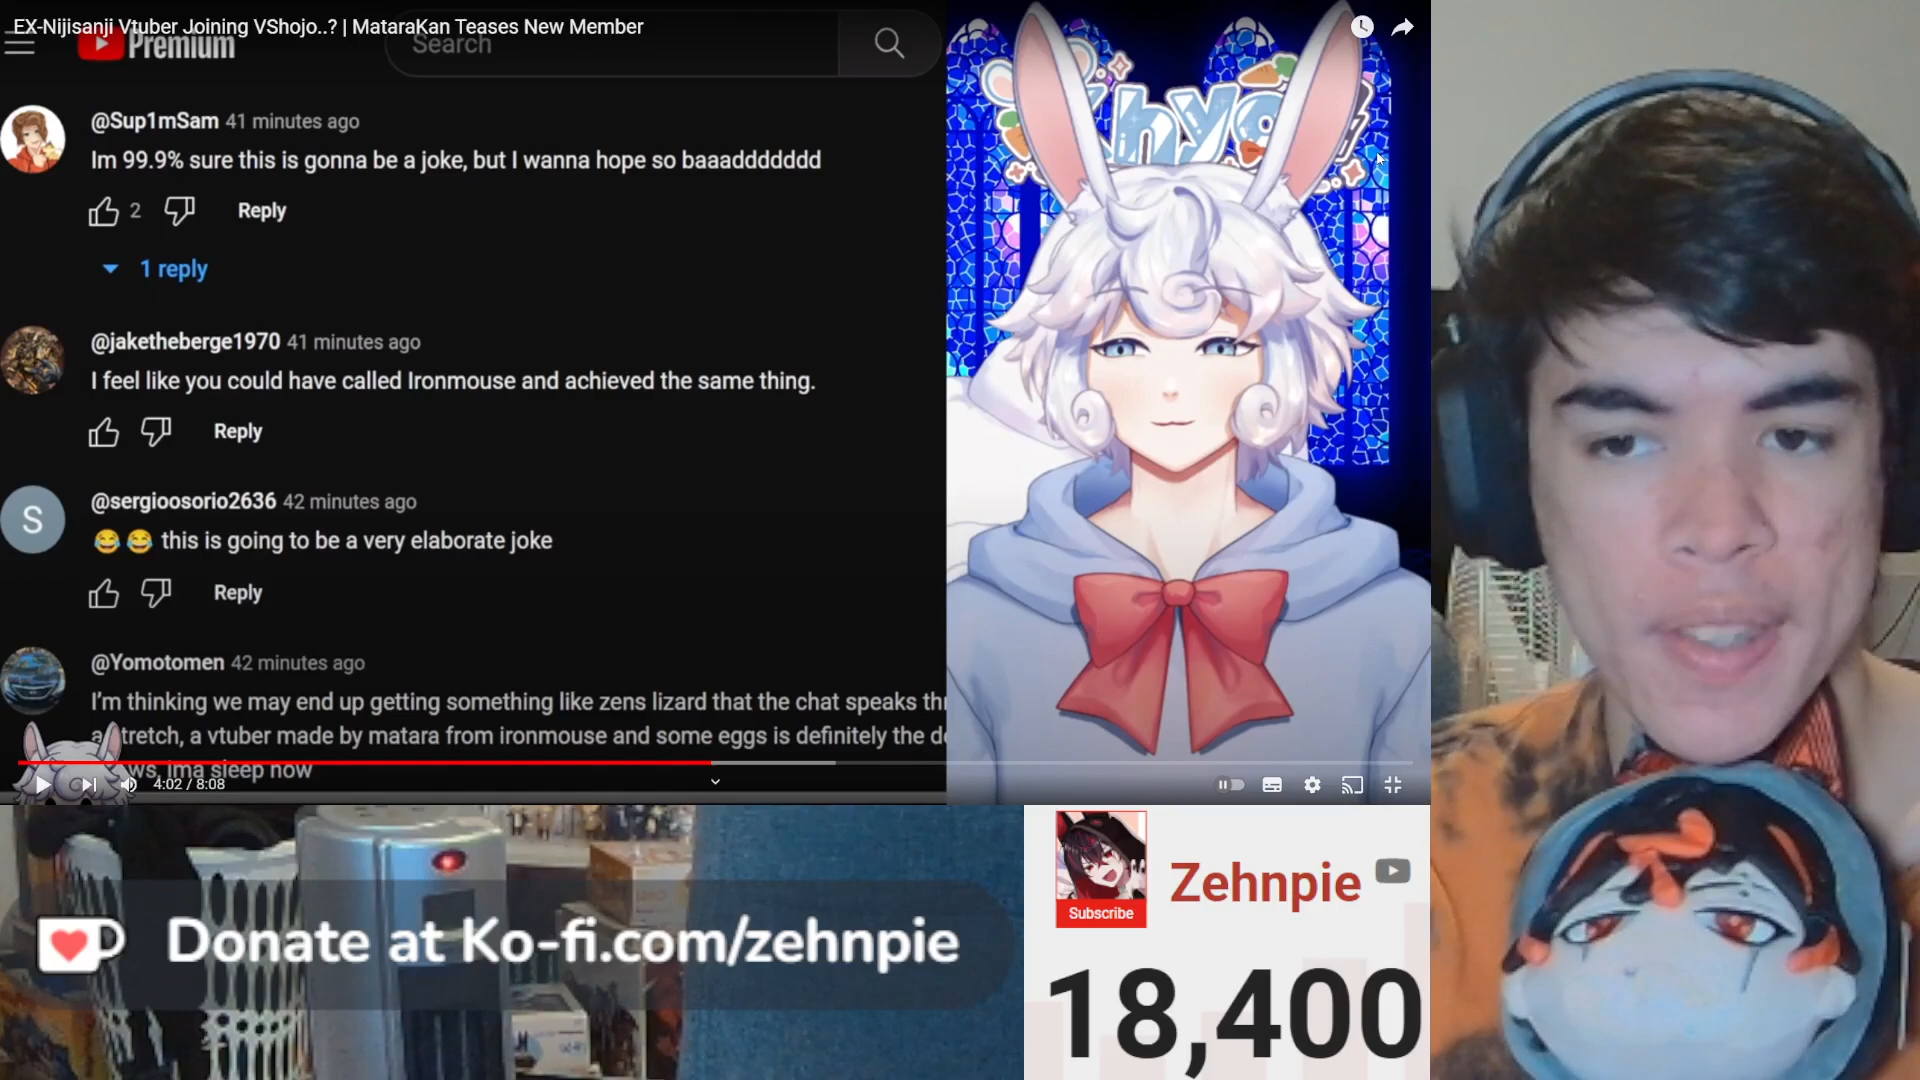 EX-Nijisanji Vtuber Joining VShojo..? | MataraKan Teases New Member
Premium
Search
@Sup1mSam 41 minutes ago
Im 99.9% sure this is gonna be a joke, but I wanna hope so baaaddddddd
2
Reply
1 reply
@jaketheberge1970 41 minutes ago
I feel like you could have called Ironmouse and achieved the same thing.
Reply
S
@sergioosorio2636 42 minutes ago
😂😂 this is going to be a very elaborate joke
Reply
@Yomotomen 42 minutes ago
I'm thinking we may end up getting something like zens lizard that the chat speaks
a tretch, a vtuber made by matara from ironmouse and some eggs is definitely the
ws, ima sleep now
4:02 / 8:08
Donate at Ko-fi.com/zehnpie
Subscribe
Zehnpie
18,400